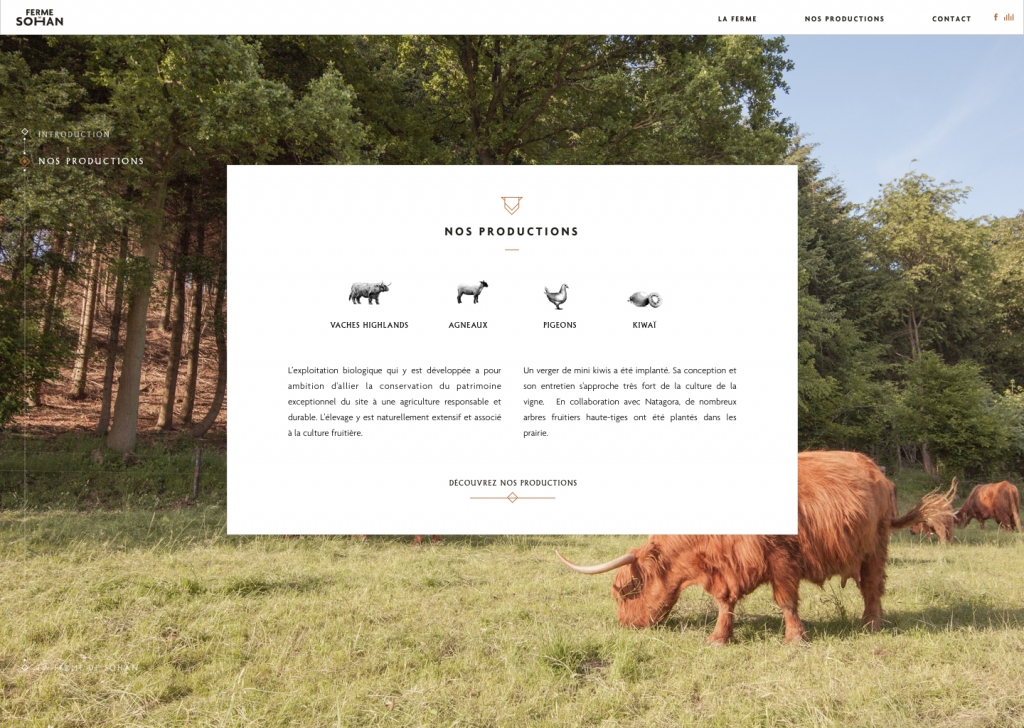 FERME
SOHAN
LA FERME
NOS PRODUCTIONS
CONTACT
f
INTRODUCTION
NOS PRODUCTIONS
NOS PRODUCTIONS
VACHES HIGHLANDS
AGNEAUX
PIGEONS
KIWAÏ
L'exploitation biologique qui y est développée a pour
ambition d'allier la conservation du patrimoine
exceptionnel du site à une agriculture responsable et
durable. L'élevage y est naturellement extensif et associé
à la culture fruitière.
Un verger de mini kiwis a été implanté. Sa conception et
son entretien s'approche très fort de la culture de la
vigne. En collaboration avec Natagora, de nombreux
arbres fruitiers haute-tiges ont été plantés dans les
prairie.
DÉCOUVREZ NOS PRODUCTIONS
LA FERME DE SOHAN